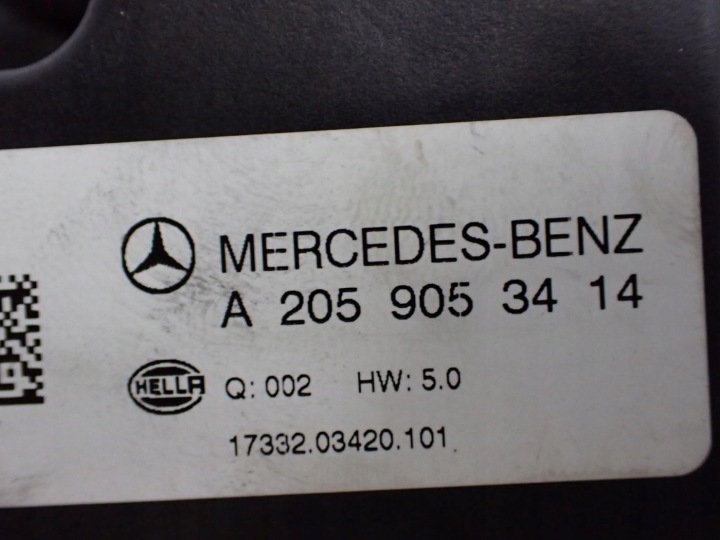 MERCEDES-BENZ
A 205 905 34 14
HELLA Q: 002 HW: 5.0
17332.03420.101